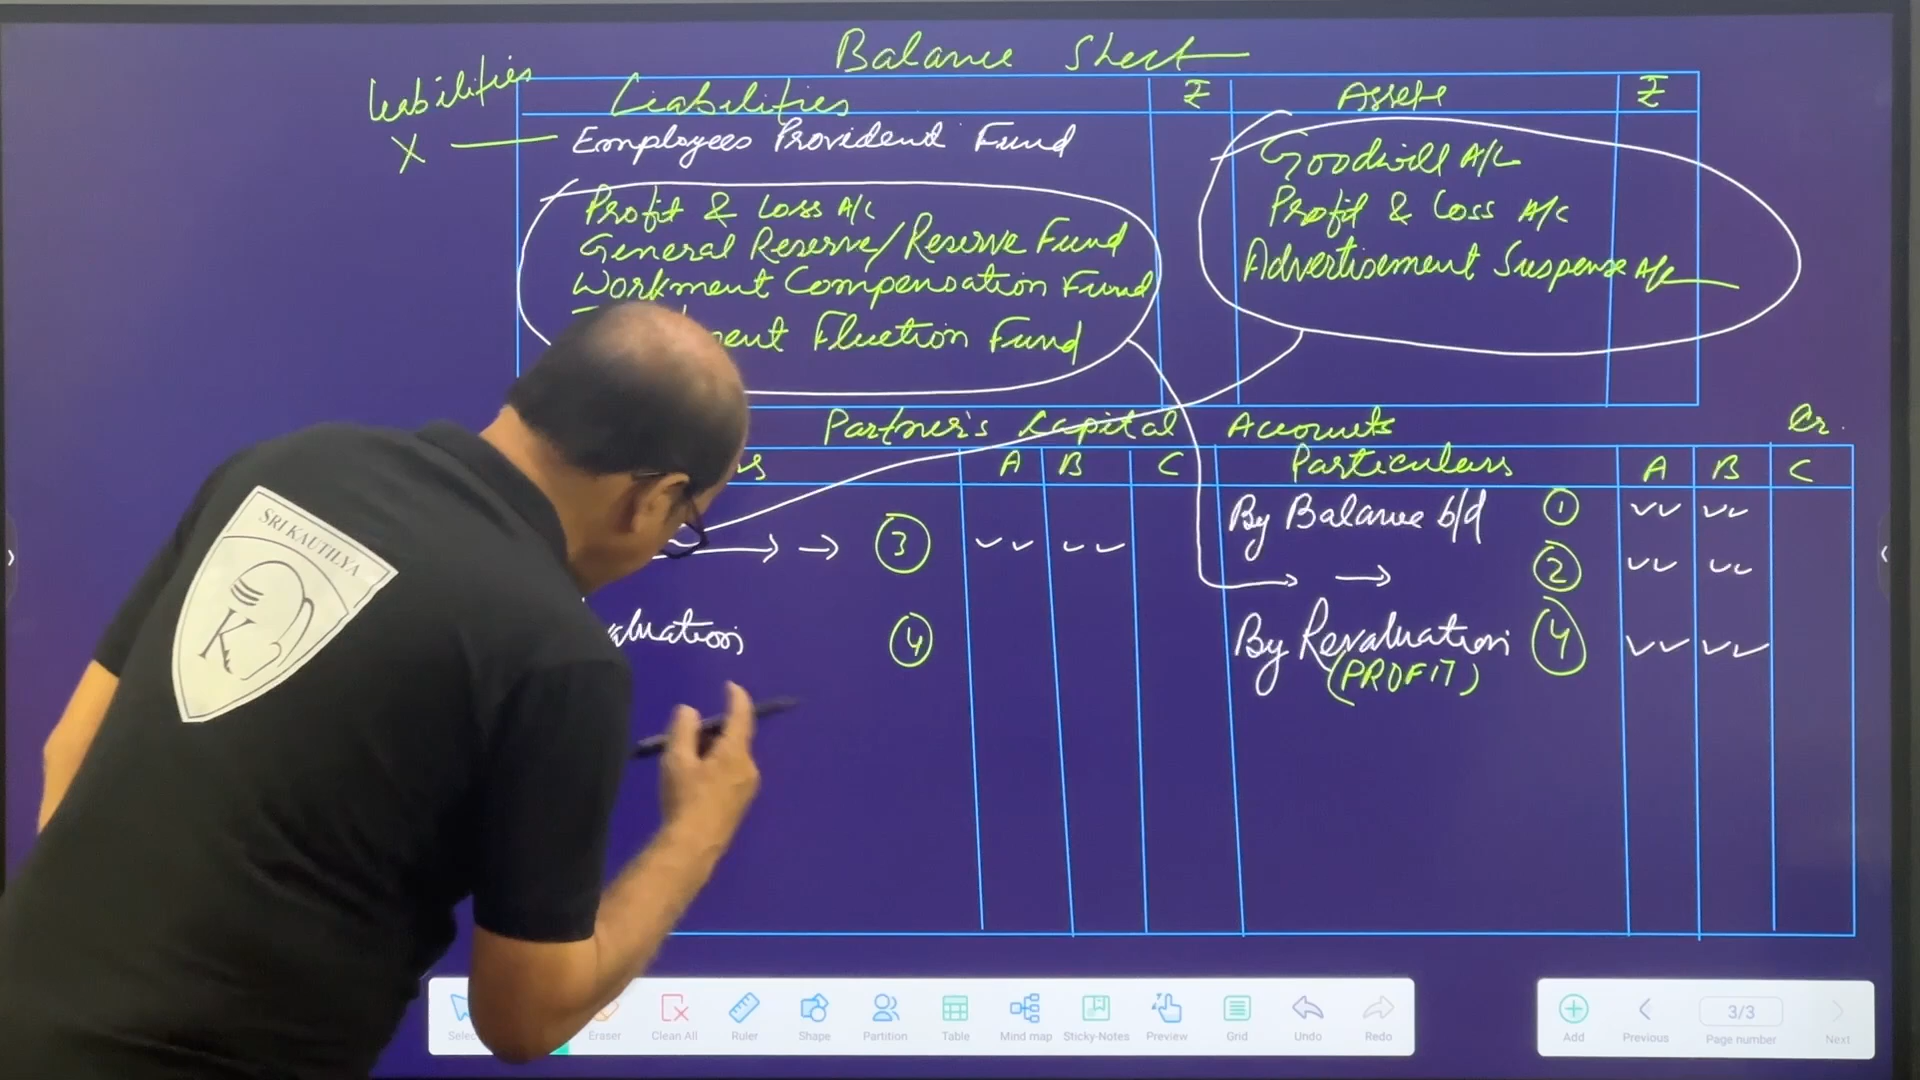 Balance Sheet
Liabilities
Liabilities ₹ Assets ₹
X — Employees Provident Fund
Goodwill A/c
Profit & Loss A/c
Profit & Loss A/c
General Reserve/Reserve Fund
Advertisement Suspense A/c
Workment Compensation Fund
Fluction Fund
Partner's Capital Accounts
Cr.
A B C Particulars A B C
By Balance b/d ①
→ → ③
→ → ②
④
By Revaluation ④
(PROFIT)
SRI KAUTILYA
K
Eraser Clean All Ruler Shape Partition Table Mind map Sticky-Notes Preview Grid Undo Redo
Add Previous 3/3 Page number Next